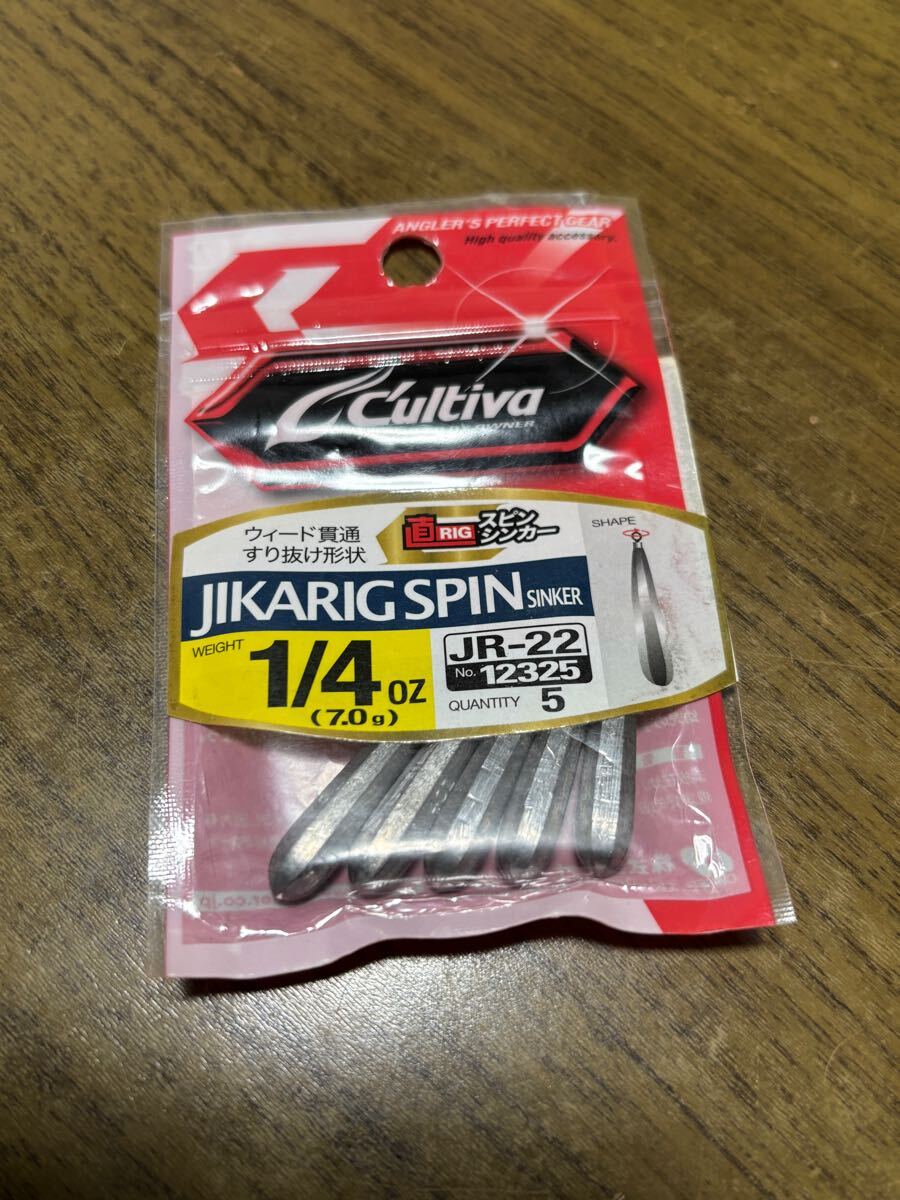 ANGLER'S PERFECT GEAR
High quality accessory.
C'ultiva
OWNER
ウィード貫通
すり抜け形状
直RIG
スピン
シンカー
SHAPE
JIKARIG SPIN SINKER
WEIGHT
1/4 oz
(7.0g)
JR-22
No. 12325
QUANTITY 5